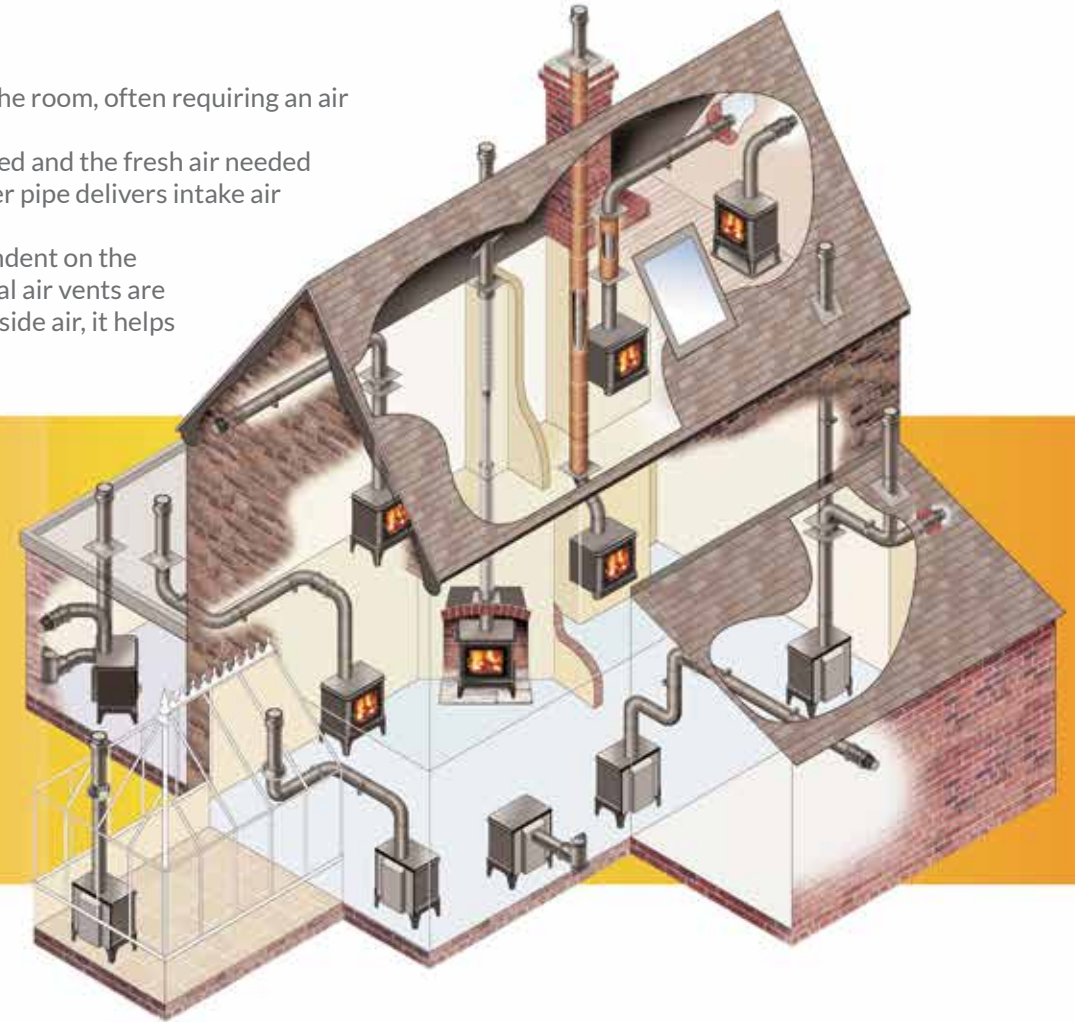 he room, often requiring an air
ed and the fresh air needed
er pipe delivers intake air
ndent on the
al air vents are
side air, it helps